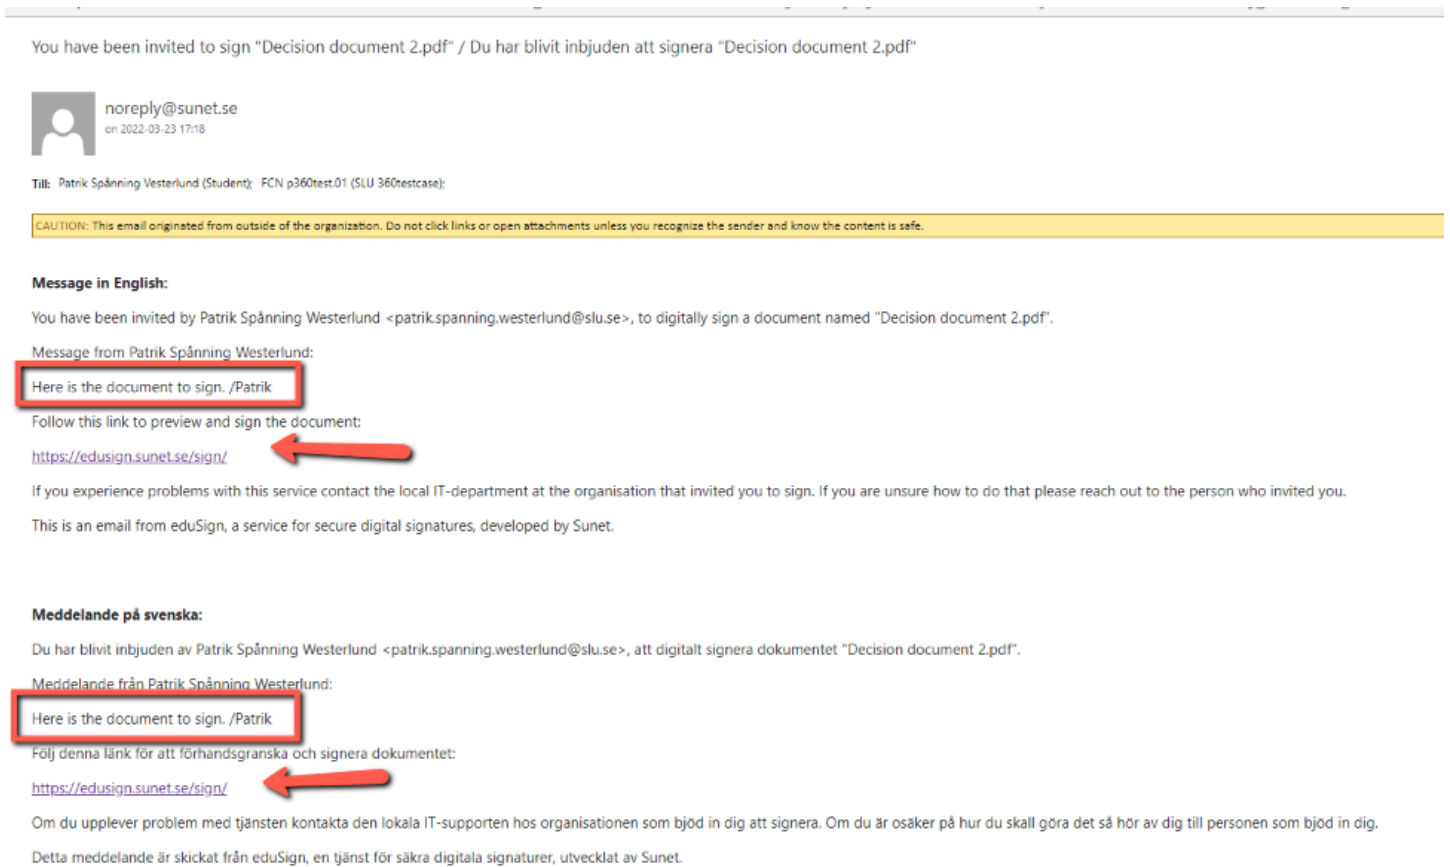 You have been invited to sign "Decision document 2.pdf" / Du har blivit inbjuden att signera "Decision document 2.pdf"
noreply@sunet.se
on 2022-03-23 17:18
Till: Patrik Spånning Vesterlund (Student); FCN p360test.01 (SLU 360testcase);
CAUTION: This email originated from outside of the organization. Do not click links or open attachments unless you recognize the sender and know the content is safe.
Message in English:
You have been invited by Patrik Spånning Westerlund <patrik.spanning.westerlund@slu.se>, to digitally sign a document named "Decision document 2.pdf".
Message from Patrik Spånning Westerlund:
Here is the document to sign. /Patrik
Follow this link to preview and sign the document:
https://edusign.sunet.se/sign/
If you experience problems with this service contact the local IT-department at the organisation that invited you to sign. If you are unsure how to do that please reach out to the person who invited you.
This is an email from eduSign, a service for secure digital signatures, developed by Sunet.
Meddelande på svenska:
Du har blivit inbjuden av Patrik Spånning Westerlund <patrik.spanning.westerlund@slu.se>, att digitalt signera dokumentet "Decision document 2.pdf".
Meddelande från Patrik Spånning Westerlund:
Here is the document to sign. /Patrik
Följ denna länk för att förhandsgranska och signera dokumentet:
https://edusign.sunet.se/sign/
Om du upplever problem med tjänsten kontakta den lokala IT-supporten hos organisationen som bjöd in dig att signera. Om du är osäker på hur du skall göra det så hör av dig till personen som bjöd in dig.
Detta meddelande är skickat från eduSign, en tjänst för säkra digitala signaturer, utvecklat av Sunet.